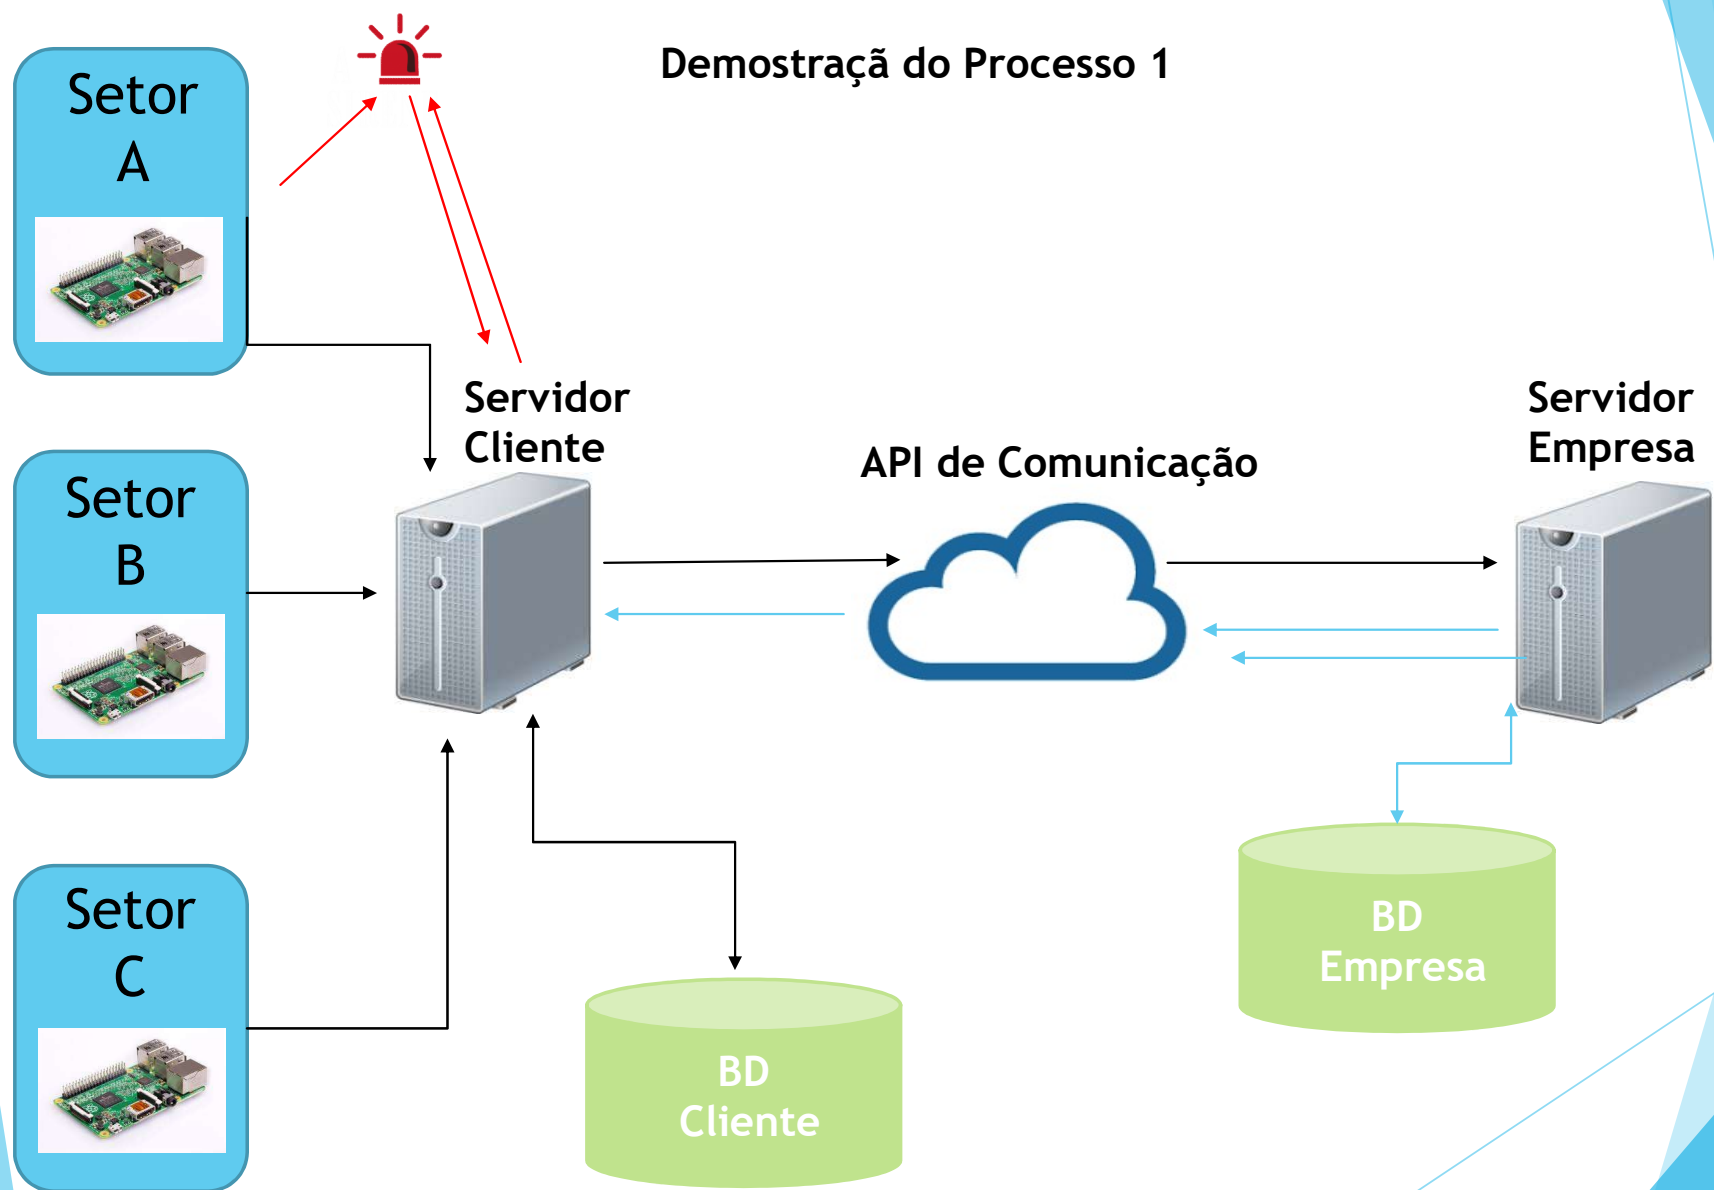 Demostraçã do Processo 1
Setor
A
Servidor
Cliente
Servidor
Empresa
API de Comunicação
Setor
B
Setor
C
BD
Empresa
BD
Cliente